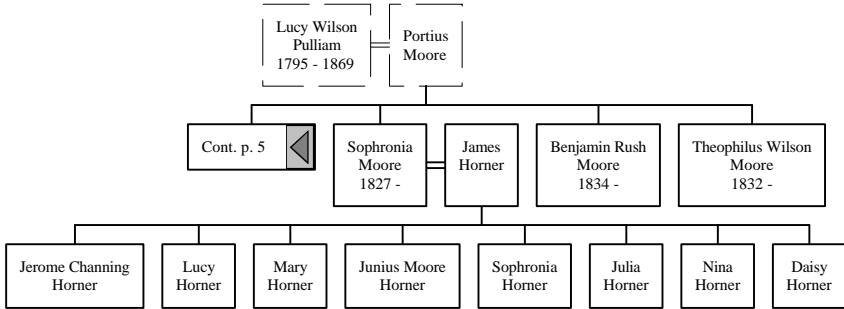 Lucy Wilson
Pulliam
1795 - 1869
Portius
Moore
Cont. p. 5
Sophronia
Moore
1827 -
James
Horner
Benjamin Rush
Moore
1834 -
Theophilus Wilson
Moore
1832 -
Jerome Channing
Horner
Lucy
Horner
Mary
Horner
Junius Moore
Horner
Sophronia
Horner
Julia
Horner
Nina
Horner
Daisy
Horner